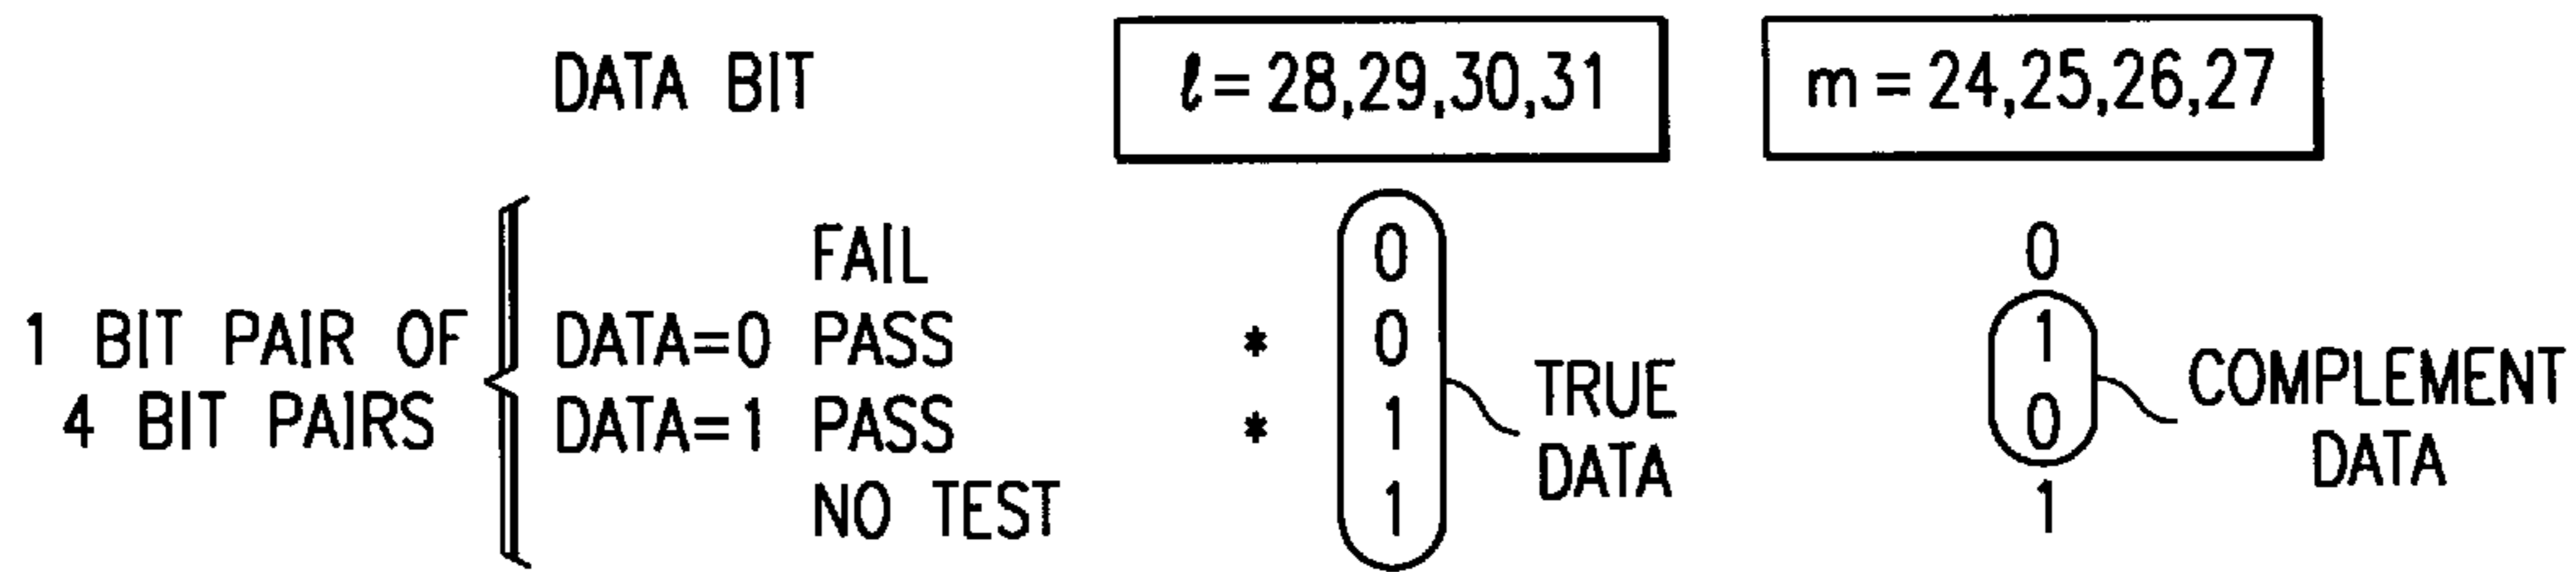 DATA BIT ℓ = 28,29,30,31 m = 24,25,26,27
FAIL 0 0
1 BIT PAIR OF DATA=0 PASS * 0 1
4 BIT PAIRS DATA=1 PASS * 1 0
NO TEST 1 1
TRUE
DATA
COMPLEMENT
DATA